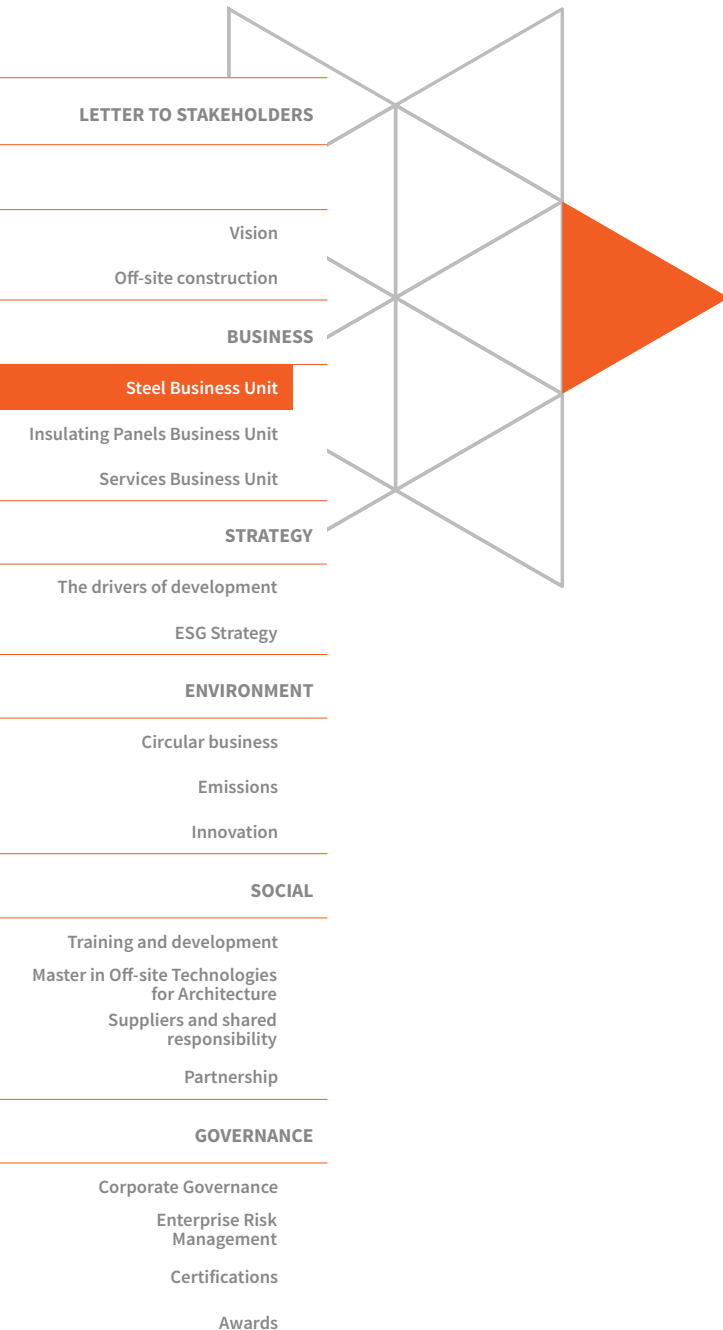 LETTER TO STAKEHOLDERS
Vision
Off-site construction
BUSINESS
Steel Business Unit
Insulating Panels Business Unit
Services Business Unit
STRATEGY
The drivers of development
ESG Strategy
ENVIRONMENT
Circular business
Emissions
Innovation
SOCIAL
Training and development
Master in Off-site Technologies
for Architecture
Suppliers and shared
responsibility
Partnership
GOVERNANCE
Corporate Governance
Enterprise Risk
Management
Certifications
Awards